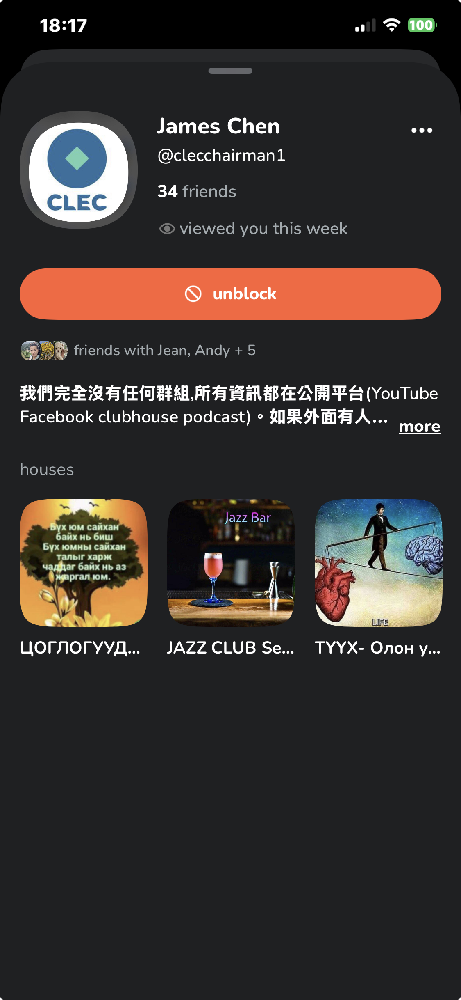 18:17
100
CLEC
James Chen
@clecchairman1
34 friends
viewed you this week
unblock
friends with Jean, Andy + 5
我們完全沒有任何群組,所有資訊都在公開平台(YouTube
Facebook clubhouse podcast)。如果外面有人...
more
houses
Бүх юм сайхан
байх нь биш
Бүх юмны сайхан
талыг харж
чаддаг байх нь аз
жаргал юм.
Jazz Bar
LIFE
ЦОГЛОГУУД...
JAZZ CLUB Se...
ТҮҮХ- Олон у...